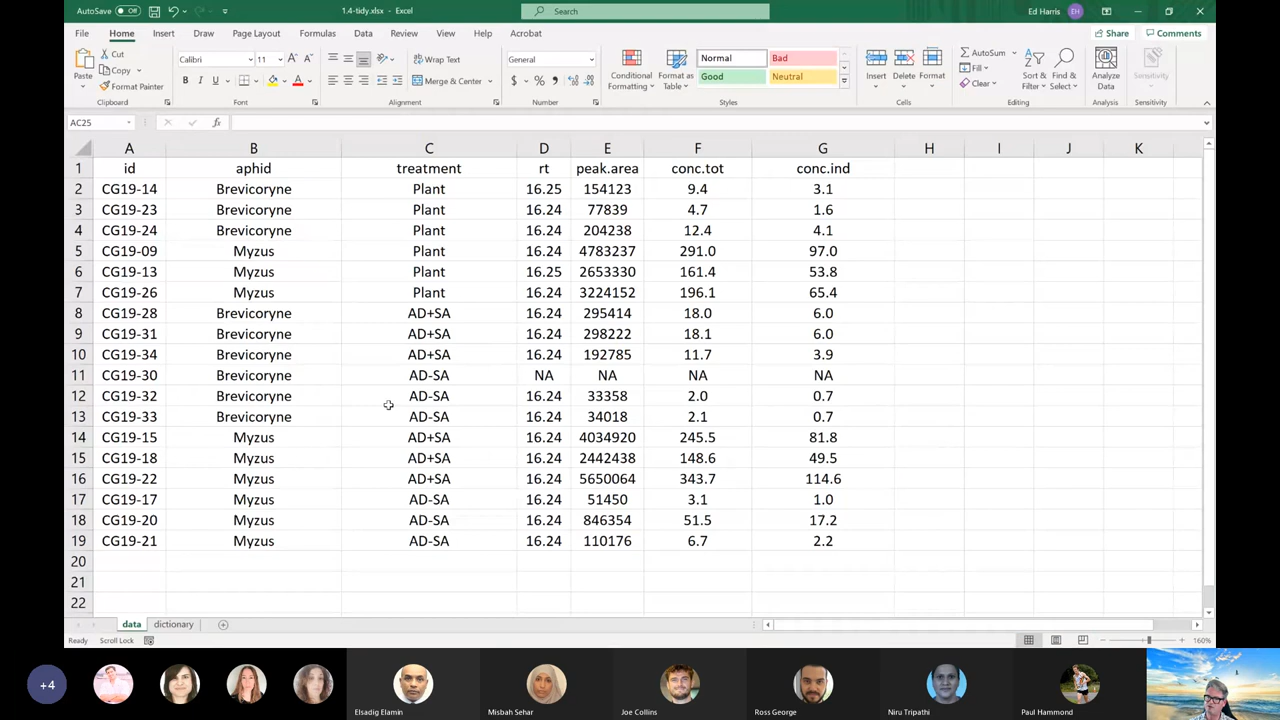 AutoSave Off 1.4-tidy.xlsx - Excel Search Ed Harris EH
File Home Insert Draw Page Layout Formulas Data Review View Help Acrobat Share Comments
Paste Cut Copy Format Painter Clipboard
Calibri 11 A A B I U A Font
Wrap Text Merge & Center Alignment
General $ % Number
Conditional Formatting Format as Table Normal Bad Good Neutral Styles
Insert Delete Format Cells
AutoSum Fill Clear Sort & Filter Find & Select Editing
Analyze Data Analysis
Sensitivity Sensitivity
AC25 fx
A B C D E F G H I J K
1 id aphid treatment rt peak.area conc.tot conc.ind
2 CG19-14 Brevicoryne Plant 16.25 154123 9.4 3.1
3 CG19-23 Brevicoryne Plant 16.24 77839 4.7 1.6
4 CG19-24 Brevicoryne Plant 16.24 204238 12.4 4.1
5 CG19-09 Myzus Plant 16.24 4783237 291.0 97.0
6 CG19-13 Myzus Plant 16.25 2653330 161.4 53.8
7 CG19-26 Myzus Plant 16.24 3224152 196.1 65.4
8 CG19-28 Brevicoryne AD+SA 16.24 295414 18.0 6.0
9 CG19-31 Brevicoryne AD+SA 16.24 298222 18.1 6.0
10 CG19-34 Brevicoryne AD+SA 16.24 192785 11.7 3.9
11 CG19-30 Brevicoryne AD-SA NA NA NA NA
12 CG19-32 Brevicoryne AD-SA 16.24 33358 2.0 0.7
13 CG19-33 Brevicoryne AD-SA 16.24 34018 2.1 0.7
14 CG19-15 Myzus AD+SA 16.24 4034920 245.5 81.8
15 CG19-18 Myzus AD+SA 16.24 2442438 148.6 49.5
16 CG19-22 Myzus AD+SA 16.24 5650064 343.7 114.6
17 CG19-17 Myzus AD-SA 16.24 51450 3.1 1.0
18 CG19-20 Myzus AD-SA 16.24 846354 51.5 17.2
19 CG19-21 Myzus AD-SA 16.24 110176 6.7 2.2
20
21
22
data dictionary
Ready Scroll Lock 160%
+4 Elsadig Elamin Misbah Sehar Joe Collins Ross George Niru Tripathi Paul Hammond